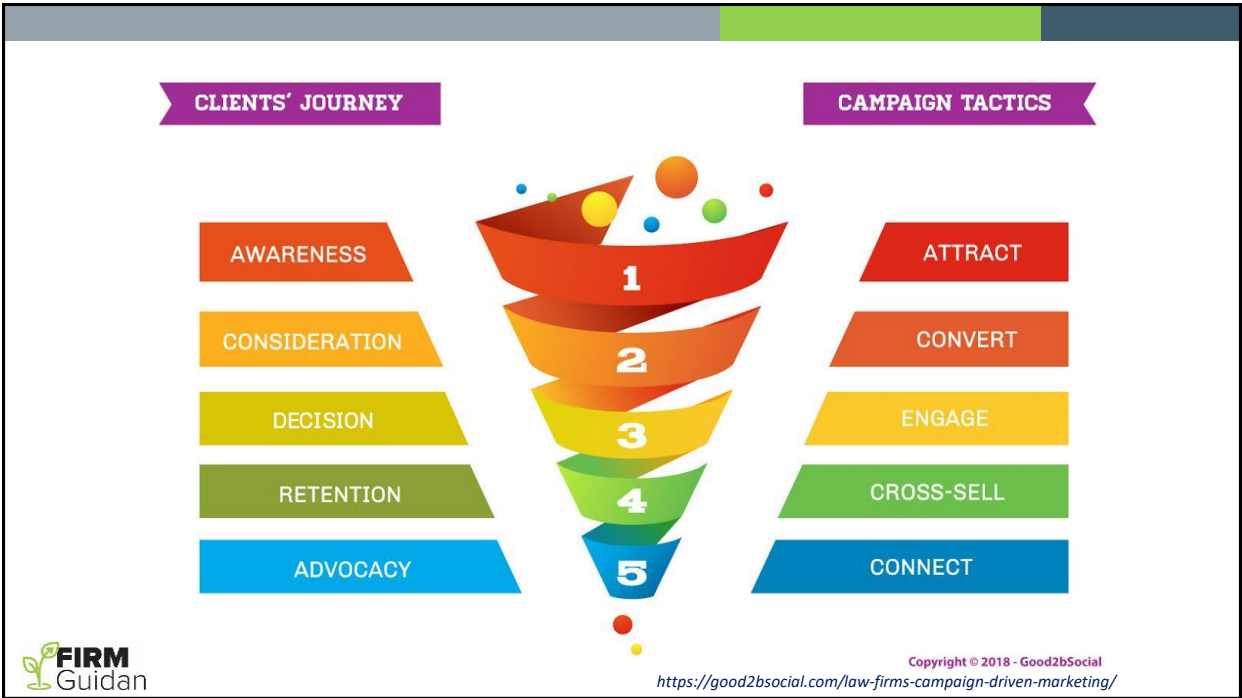 CLIENTS' JOURNEY
CAMPAIGN TACTICS
AWARENESS
1
ATTRACT
CONSIDERATION
2
CONVERT
DECISION
3
ENGAGE
RETENTION
4
CROSS-SELL
ADVOCACY
5
CONNECT
FIRM
Guidan
Copyright © 2018 - Good2bSocial
https://good2bsocial.com/law-firms-campaign-driven-marketing/